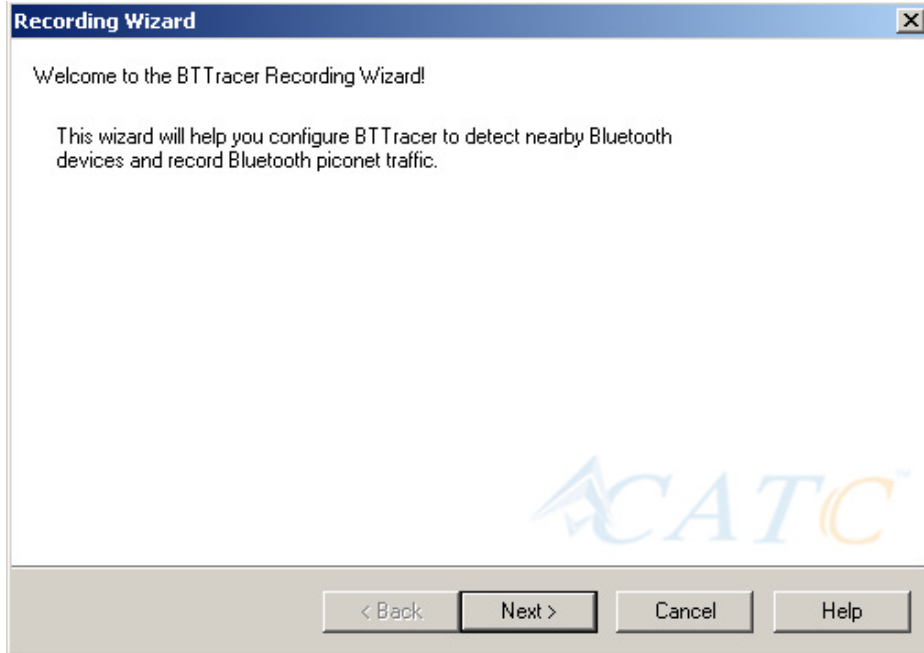 Recording Wizard
Welcome to the BTTracer Recording Wizard!
This wizard will help you configure BTTracer to detect nearby Bluetooth
devices and record Bluetooth piconet traffic.
CATC™
< Back
Next >
Cancel
Help